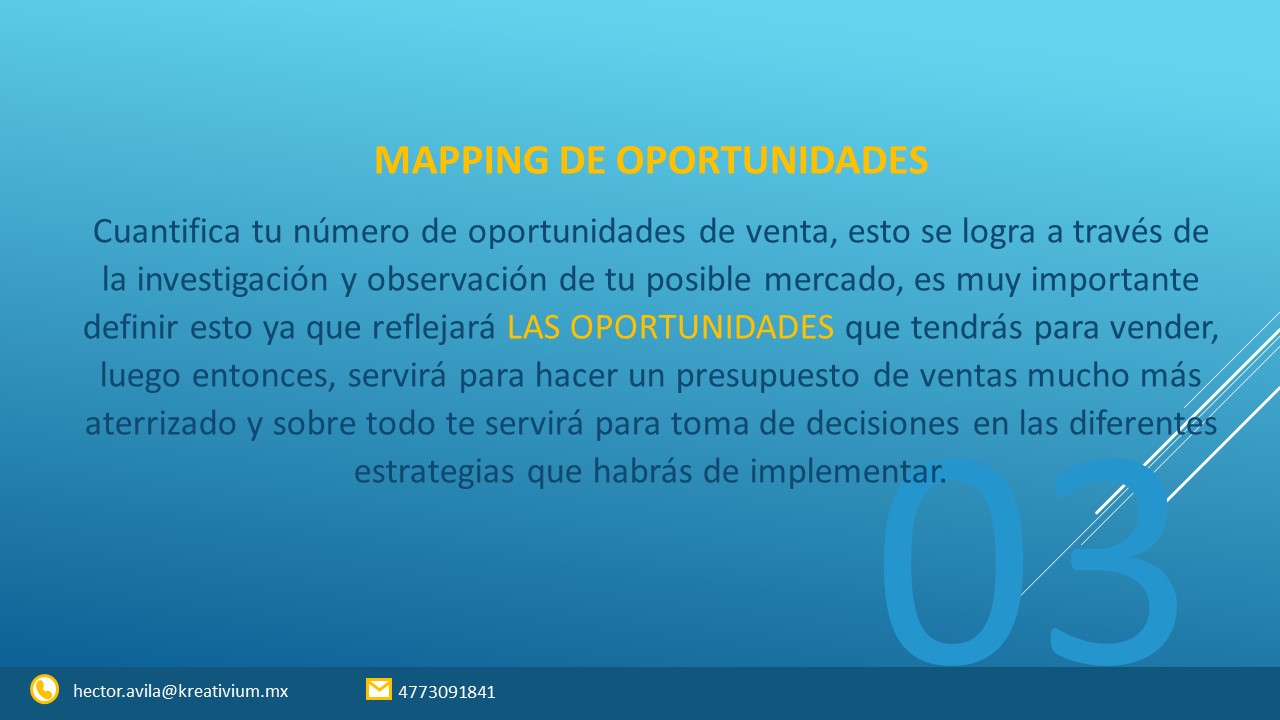 MAPPING DE OPORTUNIDADES
Cuantifica tu número de oportunidades de venta, esto se logra a través de
la investigación y observación de tu posible mercado, es muy importante
definir esto ya que reflejará LAS OPORTUNIDADES que tendrás para vender,
luego entonces, servirá para hacer un presupuesto de ventas mucho más
aterrizado y sobre todo te servirá para toma de decisiones en las diferentes
estrategias que habrás de implementar.
03
hector.avila@kreativium.mx
4773091841